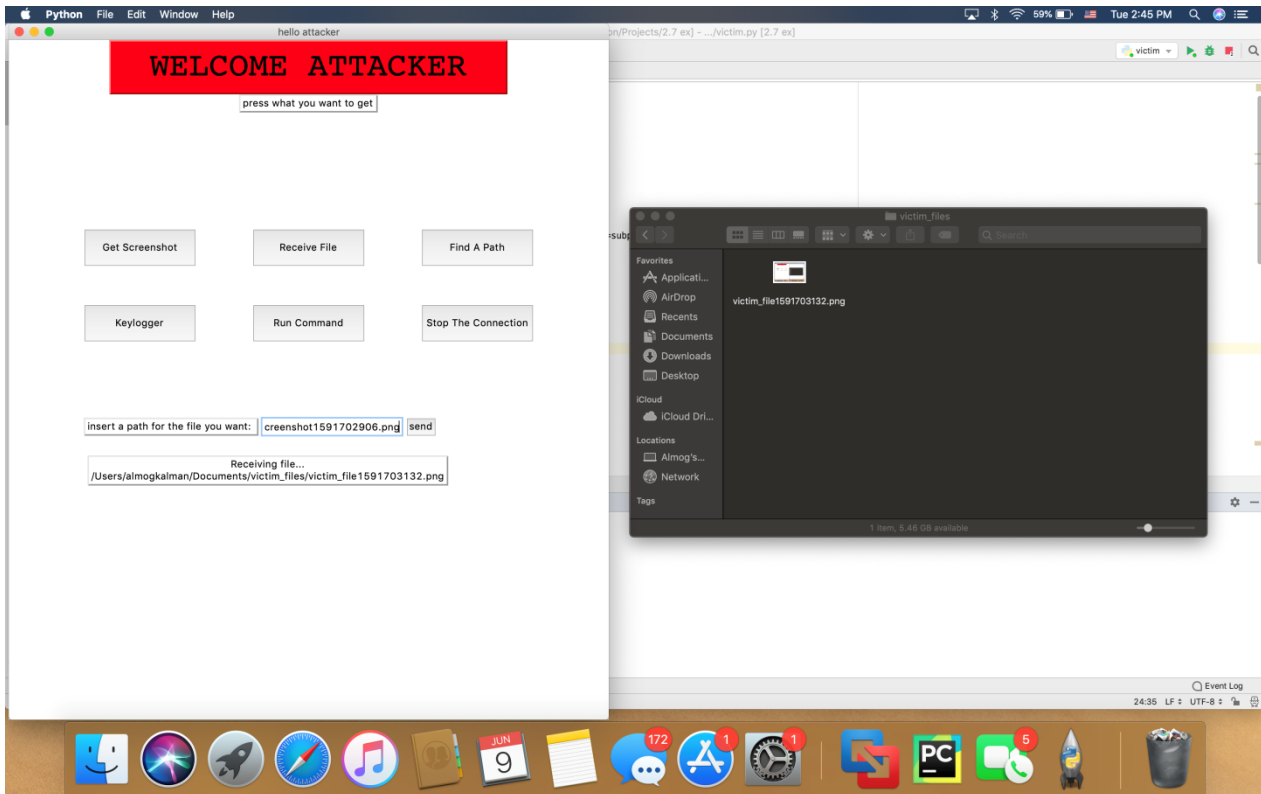 Python File Edit Window Help
59% Tue 2:45 PM
hello attacker
on/Projects/2.7 ex] - .../victim.py [2.7 ex]
victim
WELCOME ATTACKER
press what you want to get
Get Screenshot Receive File Find A Path
Keylogger Run Command Stop The Connection
insert a path for the file you want: creenshot1591702906.png send
Receiving file...
/Users/almogkalman/Documents/victim_files/victim_file1591703132.png
=subp
victim_files
Search
Favorites
Applicati...
AirDrop
Recents
Documents
Downloads
Desktop
iCloud
iCloud Dri...
Locations
Almog's...
Network
Tags
victim_file1591703132.png
1 item, 5.46 GB available
Event Log
24:35 LF UTF-8
JUN
9
172
1
1
PC
5